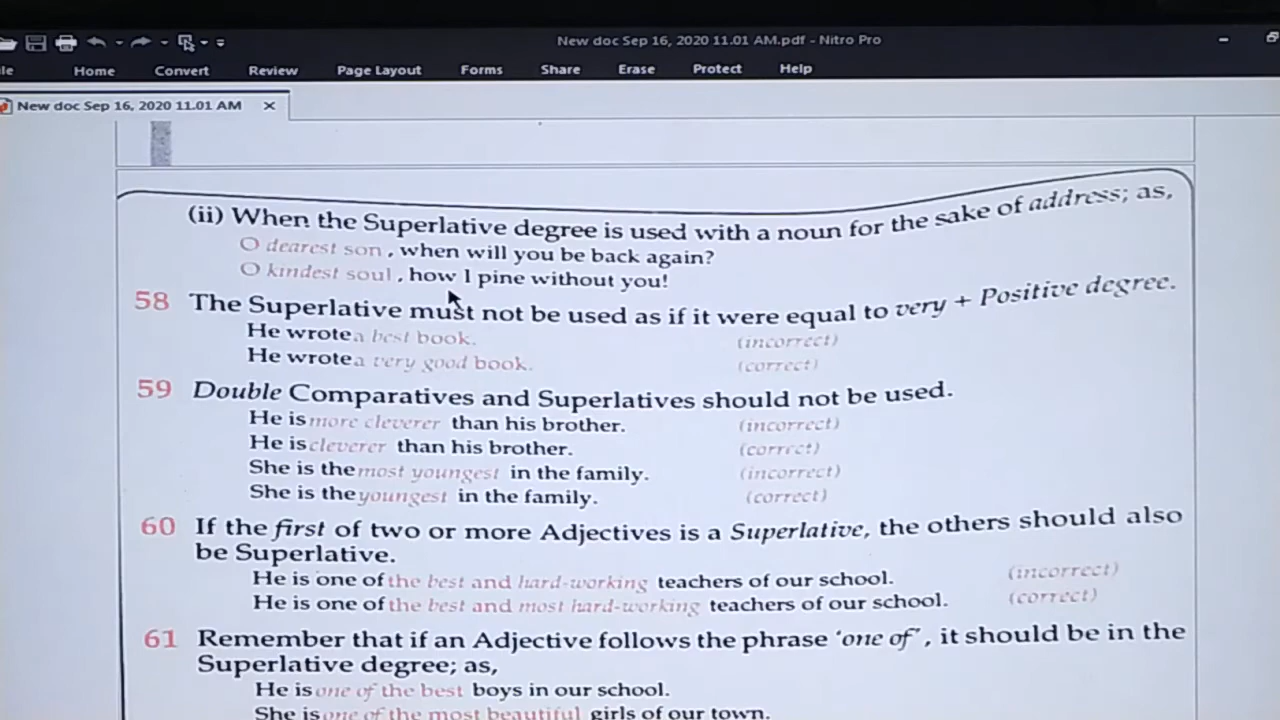 New doc Sep 16, 2020 11.01 AM.pdf - Nitro Pro
le Home Convert Review Page Layout Forms Share Erase Protect Help
New doc Sep 16, 2020 11.01 AM ×
(ii) When the Superlative degree is used with a noun for the sake of address; as,
O dearest son, when will you be back again?
O kindest soul, how I pine without you!
58 The Superlative must not be used as if it were equal to very + Positive degree.
He wrote a best book. (incorrect)
He wrote a very good book. (correct)
59 Double Comparatives and Superlatives should not be used.
He is more cleverer than his brother. (incorrect)
He is cleverer than his brother. (correct)
She is the most youngest in the family. (incorrect)
She is the youngest in the family. (correct)
60 If the first of two or more Adjectives is a Superlative, the others should also
be Superlative.
He is one of the best and hard-working teachers of our school. (incorrect)
He is one of the best and most hard-working teachers of our school. (correct)
61 Remember that if an Adjective follows the phrase 'one of', it should be in the
Superlative degree; as,
He is one of the best boys in our school.
She is one of the most beautiful girls of our town.